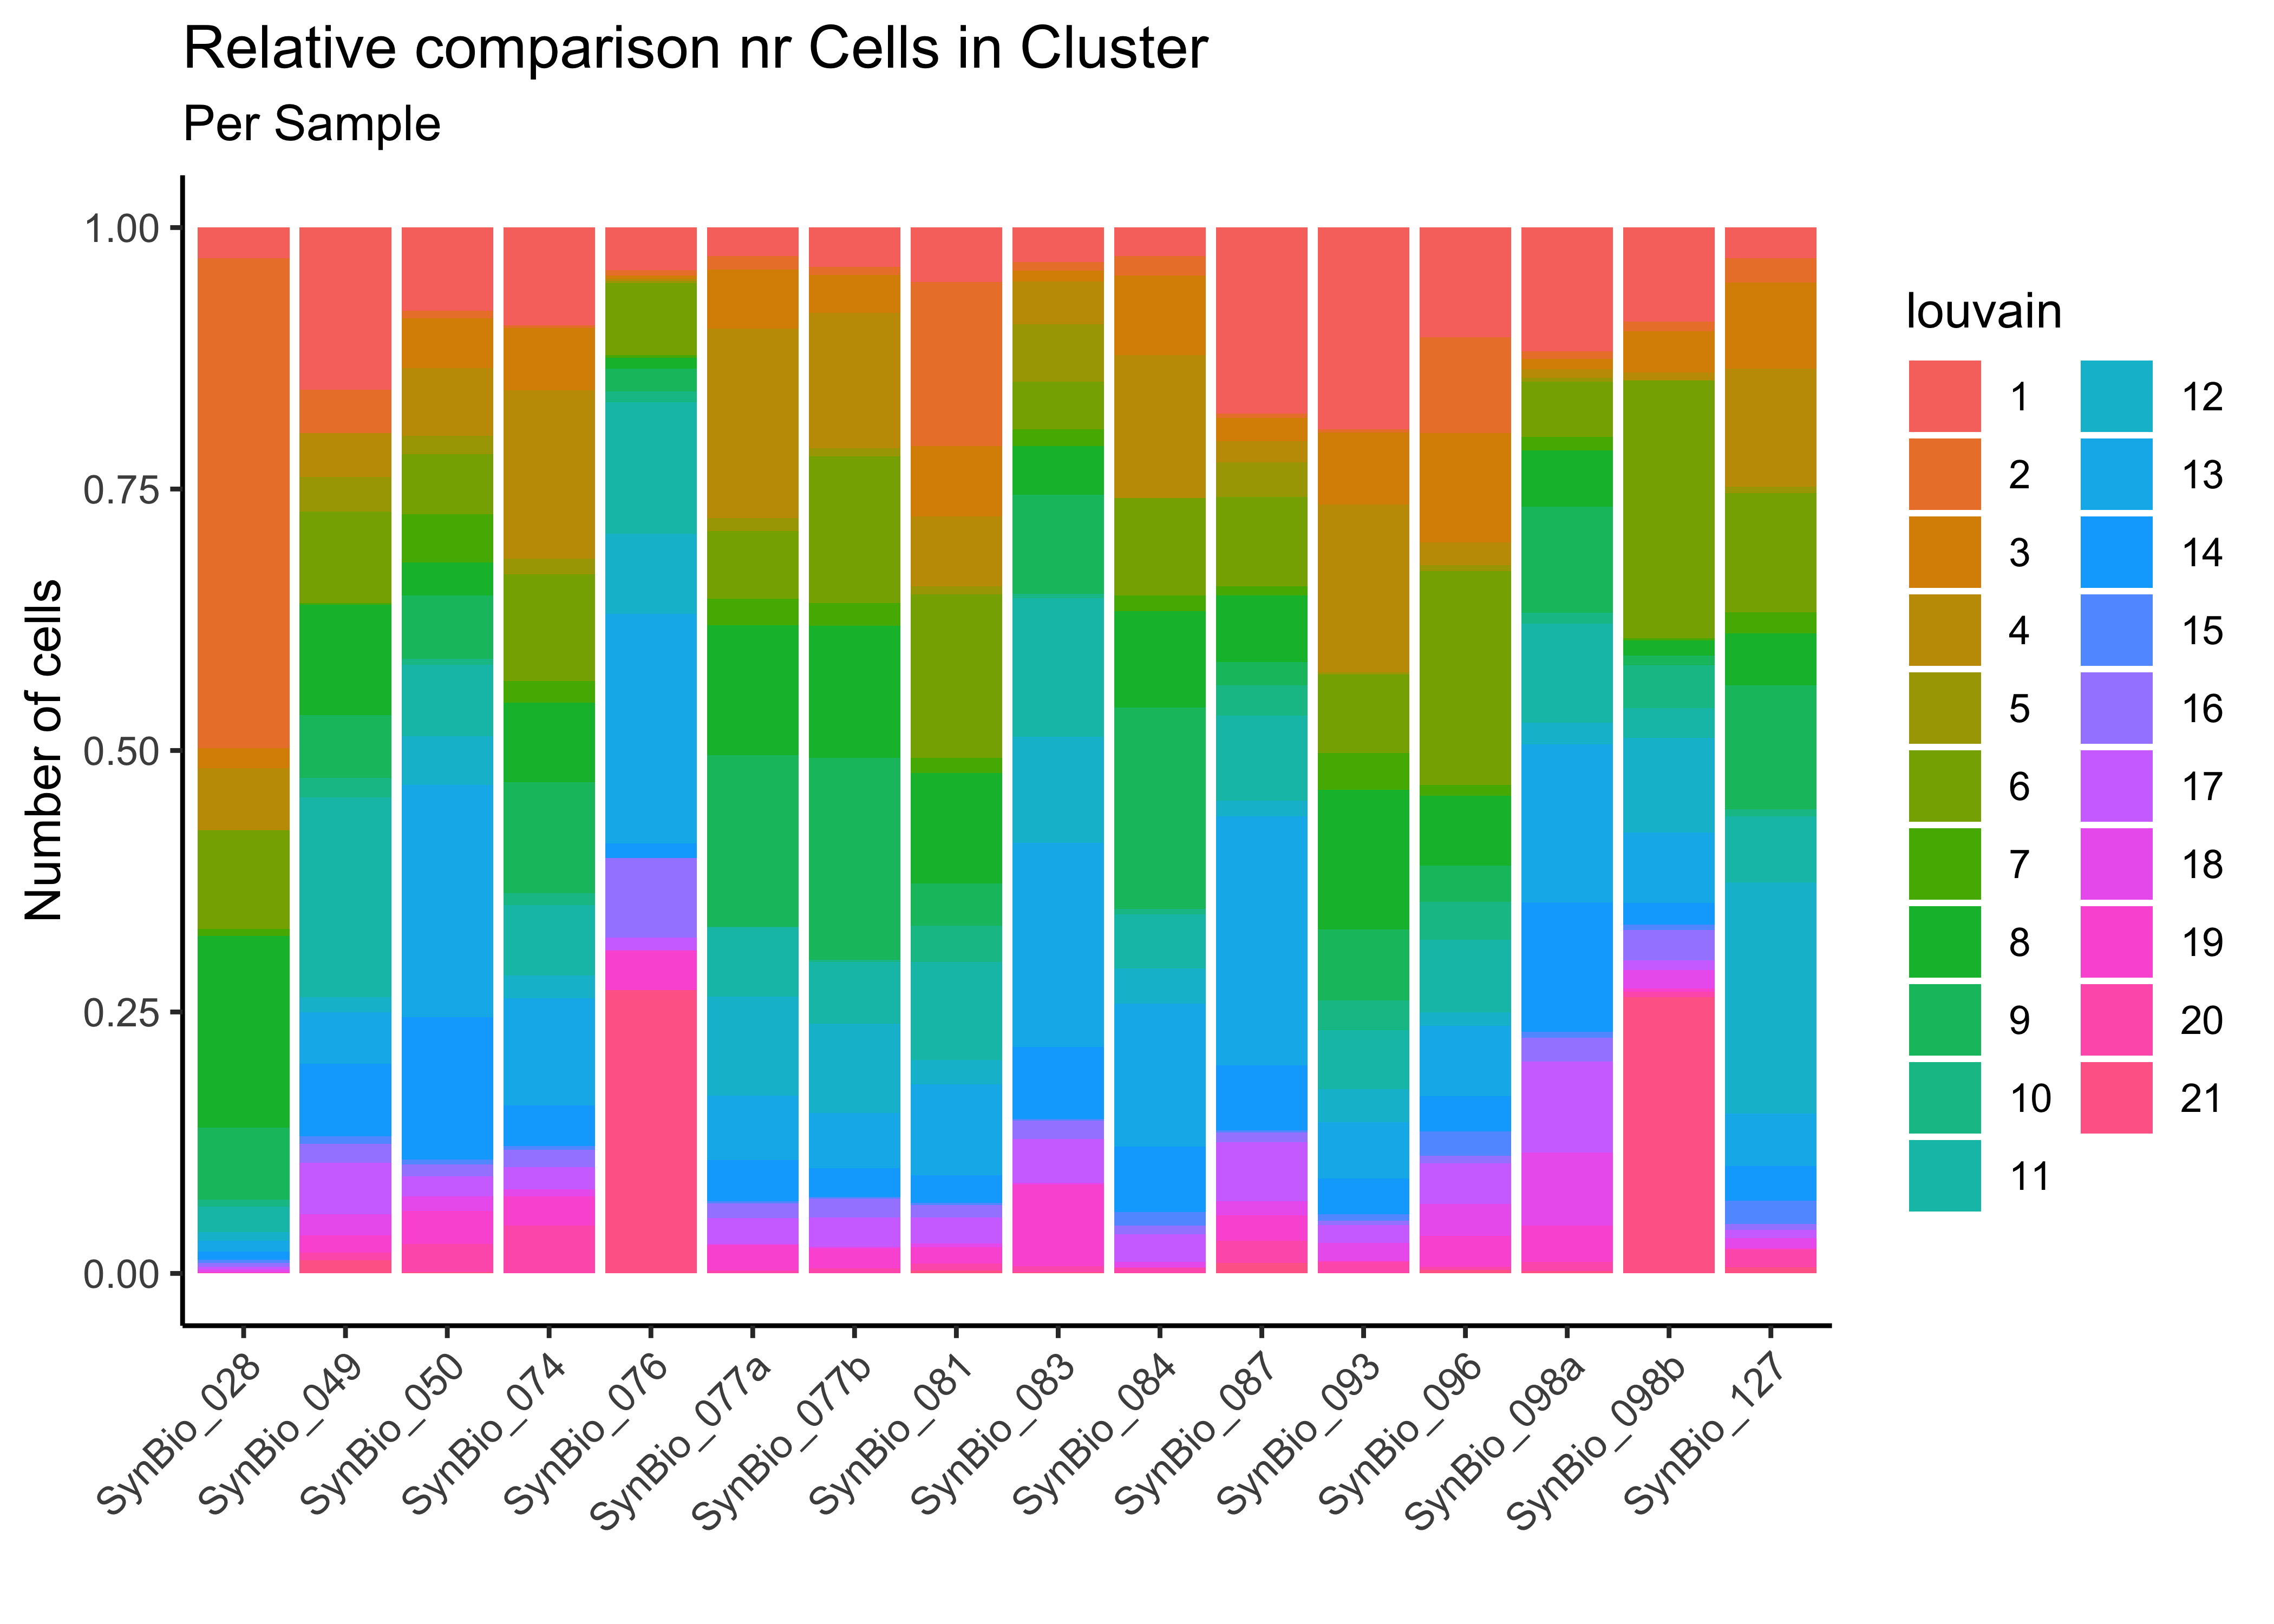 Relative comparison nr Cells in Cluster
Per Sample
Number of cells
1.00
0.75
0.50
0.25
0.00
SynBio_028
SynBio_049
SynBio_050
SynBio_074
SynBio_076
SynBio_077a
SynBio_077b
SynBio_081
SynBio_083
SynBio_084
SynBio_087
SynBio_093
SynBio_096
SynBio_098a
SynBio_098b
SynBio_127
louvain
1
2
3
4
5
6
7
8
9
10
11
12
13
14
15
16
17
18
19
20
21